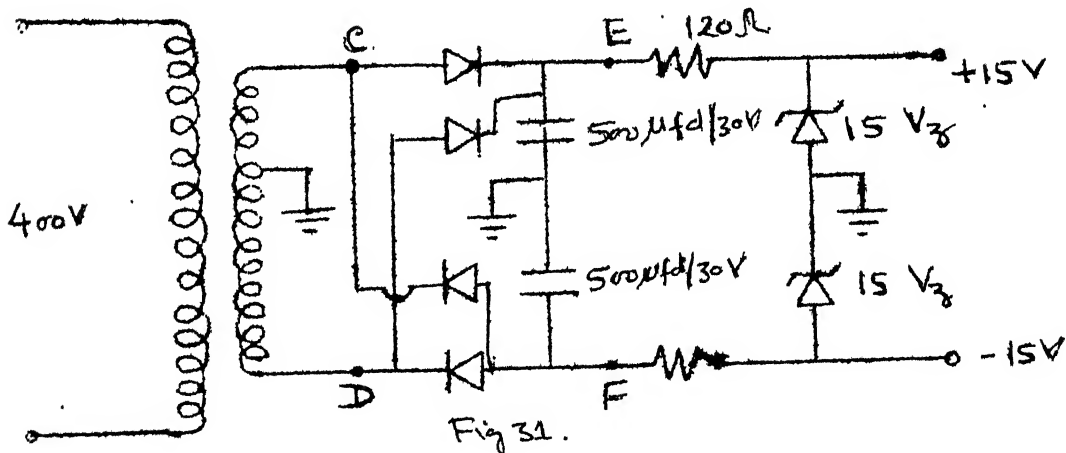 C
E
120Ω
+15V
500μfd/30V
15 Vz
400V
500μfd/30V
15 Vz
D
F
-15V
Fig 31.